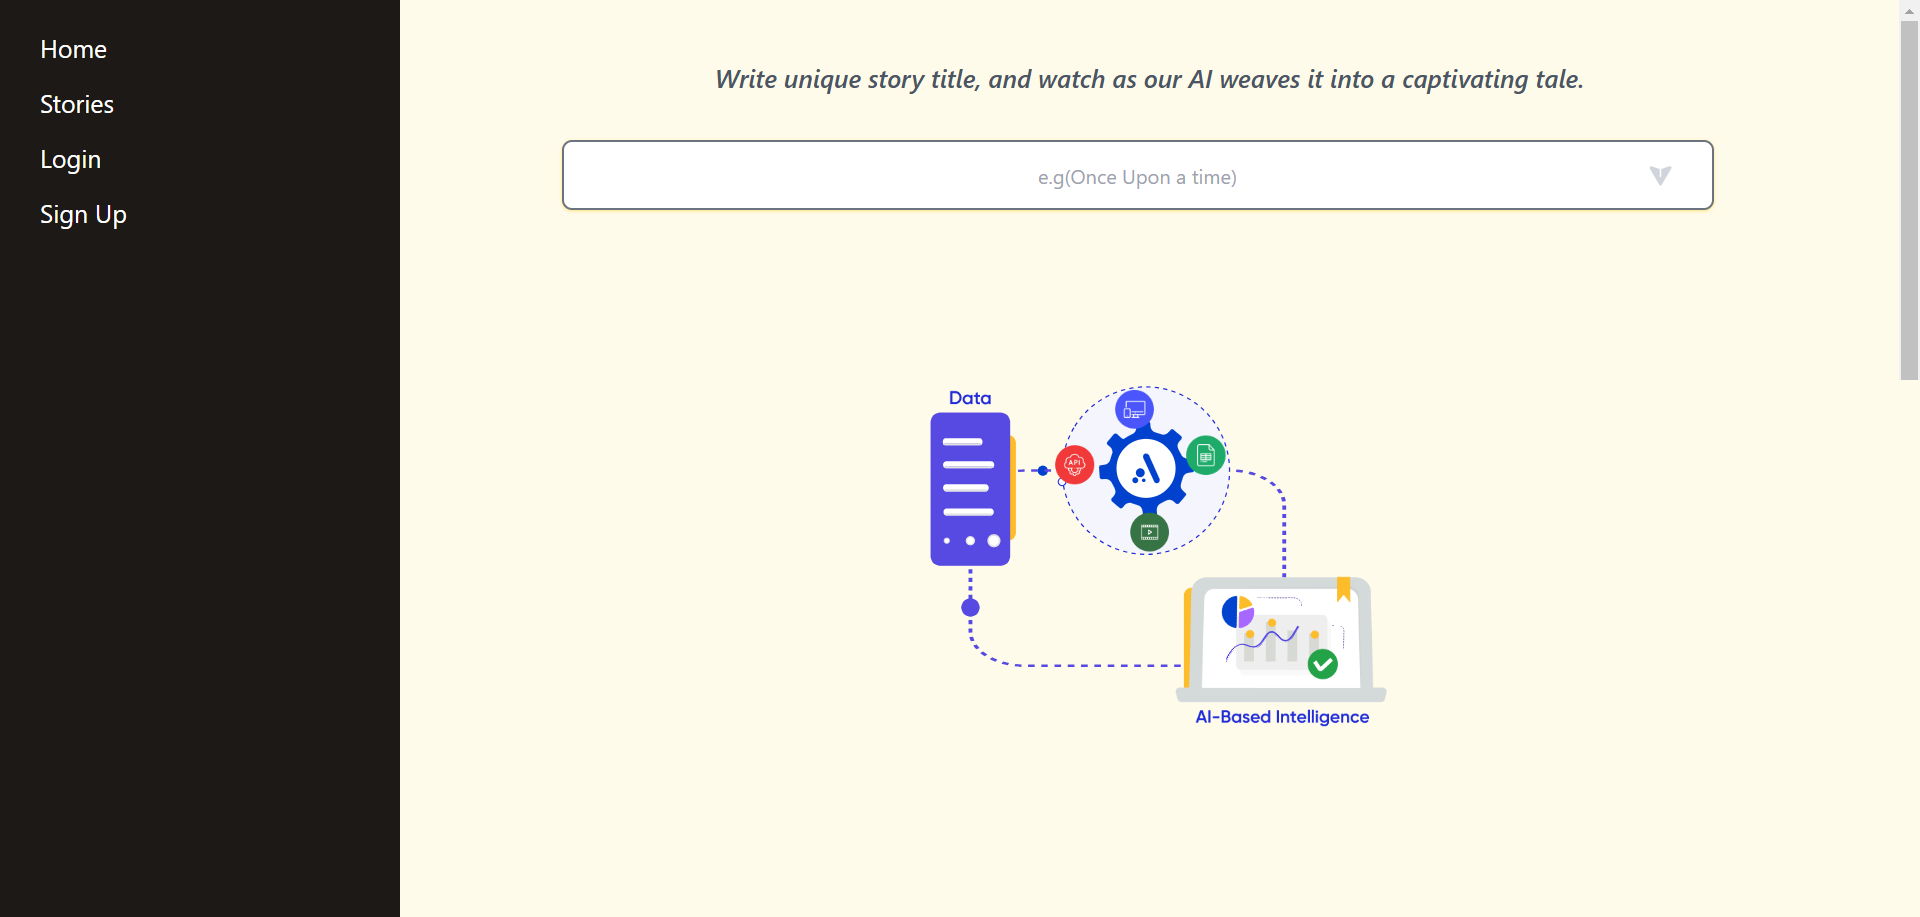 Home
Stories
Login
Sign Up
Write unique story title, and watch as our AI weaves it into a captivating tale.
e.g(Once Upon a time)
Data
API
AI-Based Intelligence